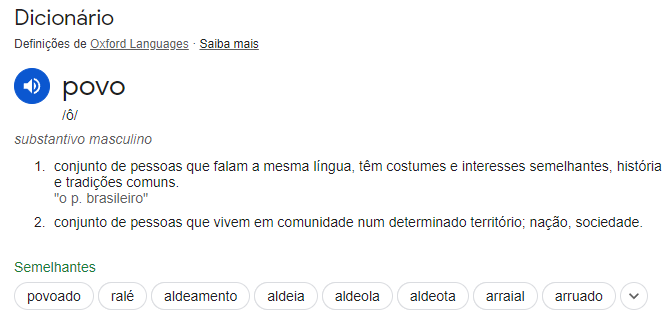 Dicionário
Definições de Oxford Languages · Saiba mais
povo
/ô/
substantivo masculino
1. conjunto de pessoas que falam a mesma língua, têm costumes e interesses semelhantes, história
e tradições comuns.
"o p. brasileiro"
2. conjunto de pessoas que vivem em comunidade num determinado território; nação, sociedade.
Semelhantes
povoado ralé aldeamento aldeia aldeola aldeota arraial arruado